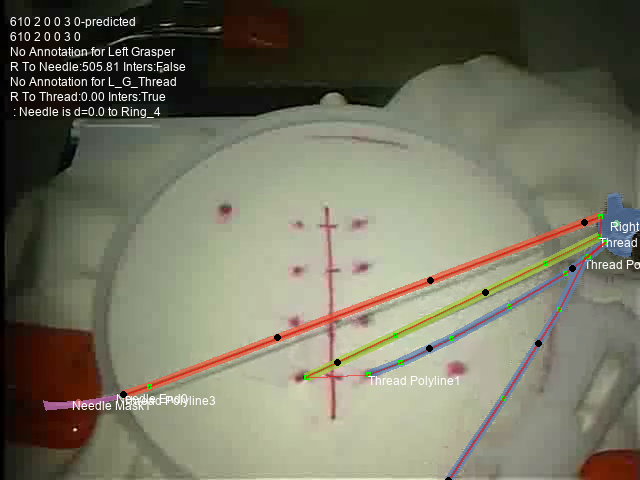 610 2 0 0 3 0-predicted
610 2 0 0 3 0
No Annotation for Left Grasper
R To Needle:505.81 Inters:False
No Annotation for L_G_Thread
R To Thread:0.00 Inters:True
: Needle is d=0.0 to Ring_4
Right
Thread
Thread Po
Thread Polyline1
Needle End0
Thread Polyline3
Needle Mask1